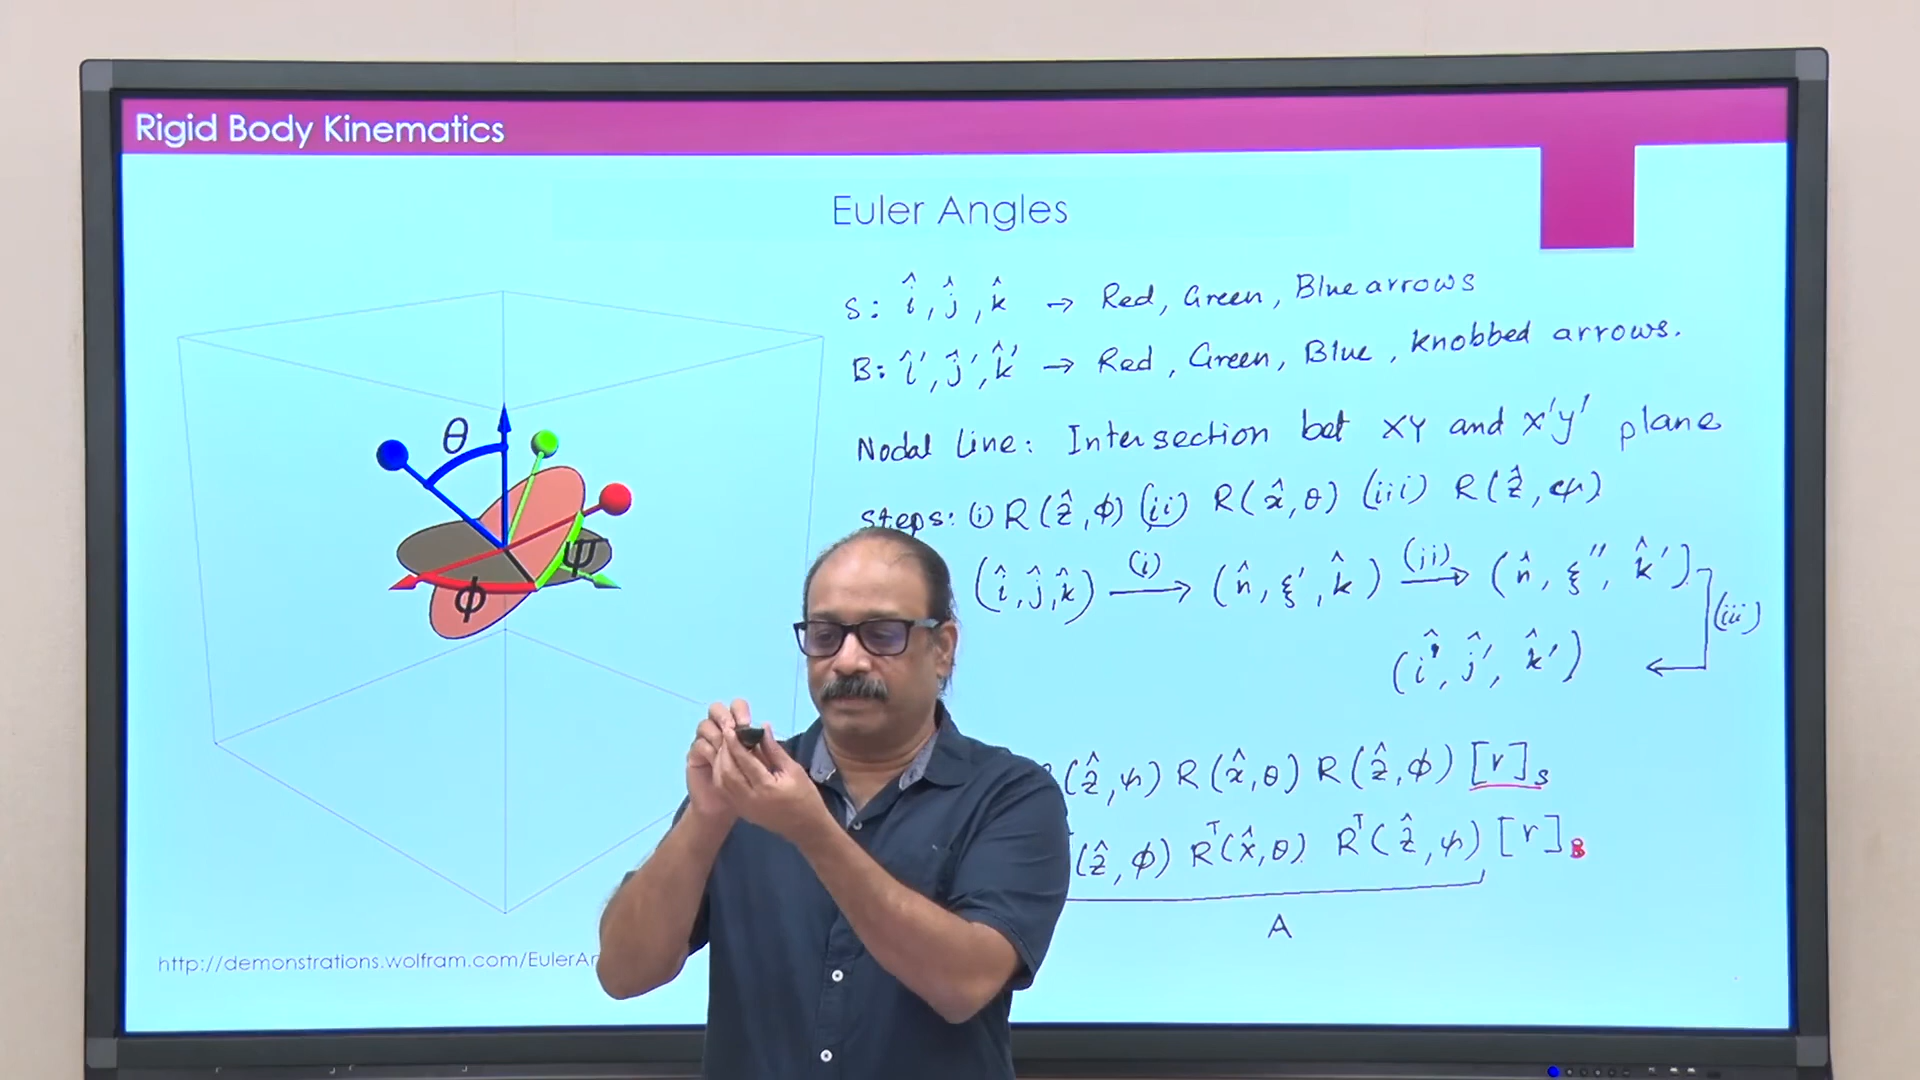 Rigid Body Kinematics
Euler Angles
S: î, ĵ, k̂ → Red, Green, Blue arrows
B: î', ĵ', k̂' → Red, Green, Blue, knobbed arrows.
Nodal Line: Intersection bet XY and x'y' plane
Steps: (i) R(ẑ, φ) (ii) R(x̂, θ) (iii) R(ẑ, ψ)
(î, ĵ, k̂) (i)→ (n̂, ξ', k̂) (ii)→ (n̂, ξ'', k̂') (iii)
(î', ĵ', k̂') ←
(ẑ, ψ) R(x̂, θ) R(ẑ, φ) [r]s
(ẑ, φ) Rᵀ(x̂, θ) Rᵀ(ẑ, ψ) [r]B
A
θ
ψ
ϕ
http://demonstrations.wolfram.com/EulerAn